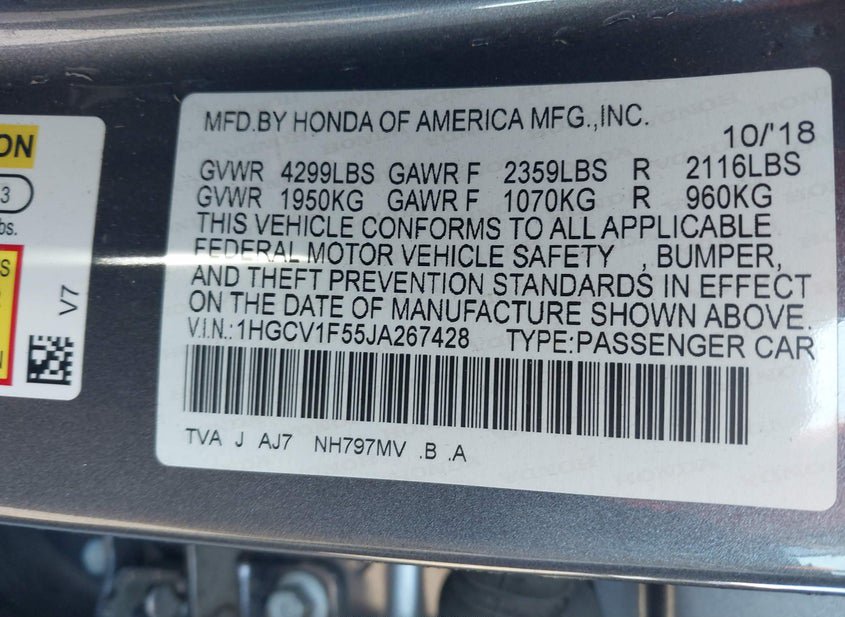 ON
3
bs.
S
N
V7
MFD.BY HONDA OF AMERICA MFG.,INC.
10/'18
GVWR 4299LBS GAWR F 2359LBS R 2116LBS
GVWR 1950KG GAWR F 1070KG R 960KG
THIS VEHICLE CONFORMS TO ALL APPLICABLE
FEDERAL MOTOR VEHICLE SAFETY , BUMPER,
AND THEFT PREVENTION STANDARDS IN EFFECT
ON THE DATE OF MANUFACTURE SHOWN ABOVE.
V.I.N.:1HGCV1F55JA267428 TYPE:PASSENGER CAR
TVA J AJ7 NH797MV .B .A